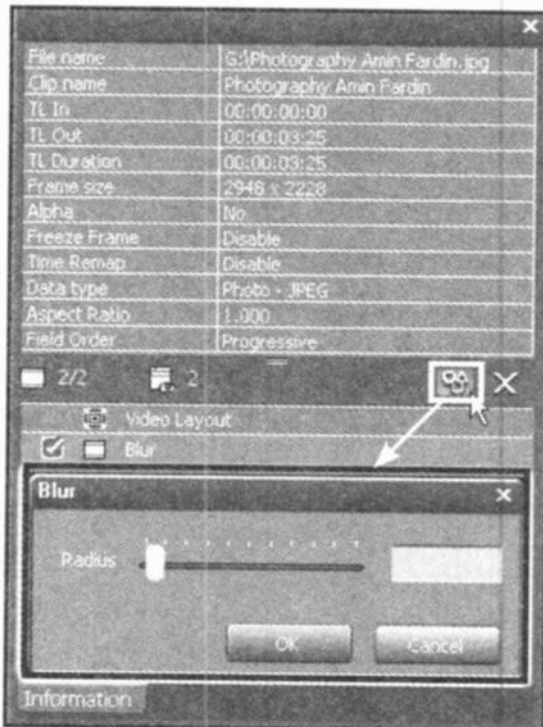 File name G:\Photography Amin Fardin.jpg
Clip name Photography Amin Fardin
TL In 00:00:00:00
TL Out 00:00:03:25
TL Duration 00:00:03:25
Frame size 2948 x 2228
Alpha No
Freeze Frame Disable
Time Remap Disable
Data type Photo - JPEG
Aspect Ratio 1.000
Field Order Progressive
2/2 2
Video Layout
Blur
Blur
Radius
OK Cancel
Information